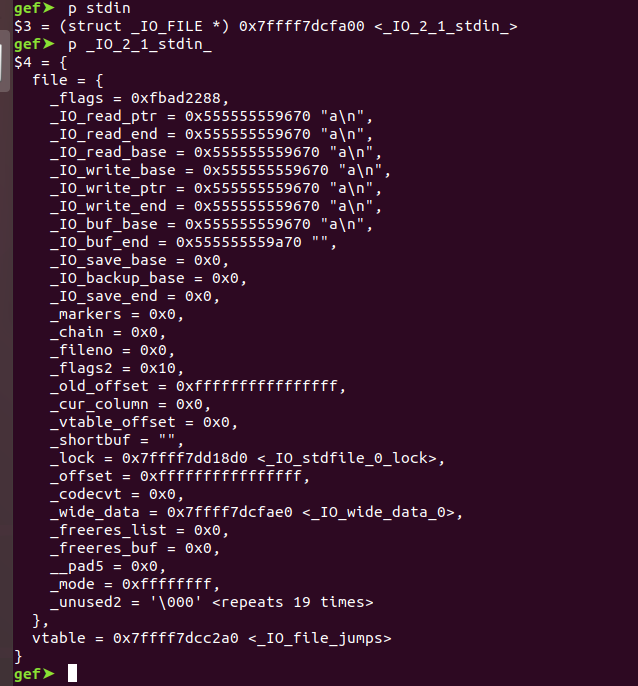 gef➤ p stdin
$3 = (struct _IO_FILE *) 0x7ffff7dcfa00 <_IO_2_1_stdin_>
gef➤ p _IO_2_1_stdin_
$4 = {
  file = {
    _flags = 0xfbad2288,
    _IO_read_ptr = 0x555555559670 "a\n",
    _IO_read_end = 0x555555559670 "a\n",
    _IO_read_base = 0x555555559670 "a\n",
    _IO_write_base = 0x555555559670 "a\n",
    _IO_write_ptr = 0x555555559670 "a\n",
    _IO_write_end = 0x555555559670 "a\n",
    _IO_buf_base = 0x555555559670 "a\n",
    _IO_buf_end = 0x555555559a70 "",
    _IO_save_base = 0x0,
    _IO_backup_base = 0x0,
    _IO_save_end = 0x0,
    _markers = 0x0,
    _chain = 0x0,
    _fileno = 0x0,
    _flags2 = 0x10,
    _old_offset = 0xffffffffffffffff,
    _cur_column = 0x0,
    _vtable_offset = 0x0,
    _shortbuf = "",
    _lock = 0x7ffff7dd18d0 <_IO_stdfile_0_lock>,
    _offset = 0xffffffffffffffff,
    _codecvt = 0x0,
    _wide_data = 0x7ffff7dcfae0 <_IO_wide_data_0>,
    _freeres_list = 0x0,
    _freeres_buf = 0x0,
    __pad5 = 0x0,
    _mode = 0xffffffff,
    _unused2 = '\000' <repeats 19 times>
  },
  vtable = 0x7ffff7dcc2a0 <_IO_file_jumps>
}
gef➤